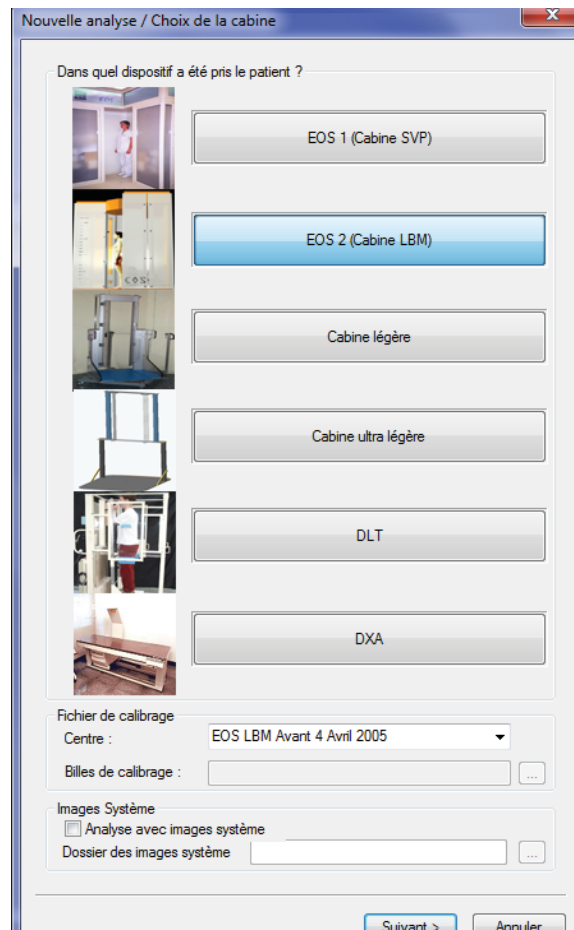 Nouvelle analyse / Choix de la cabine
Dans quel dispositif a été pris le patient ?
EOS 1 (Cabine SVP)
EOS 2 (Cabine LBM)
Cabine légère
Cabine ultra légère
DLT
DXA
Fichier de calibrage
Centre :
EOS LBM Avant 4 Avril 2005
Billes de calibrage :
...
Images Système
Analyse avec images système
Dossier des images système
...
Suivant >
Annuler